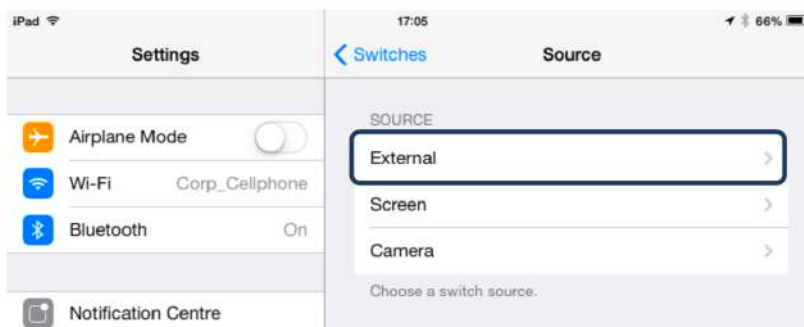 iPad 17:05 66%
Settings
Airplane Mode
Wi-Fi Corp_Cellphone
Bluetooth On
Notification Centre
Switches Source
SOURCE
External
Screen
Camera
Choose a switch source.